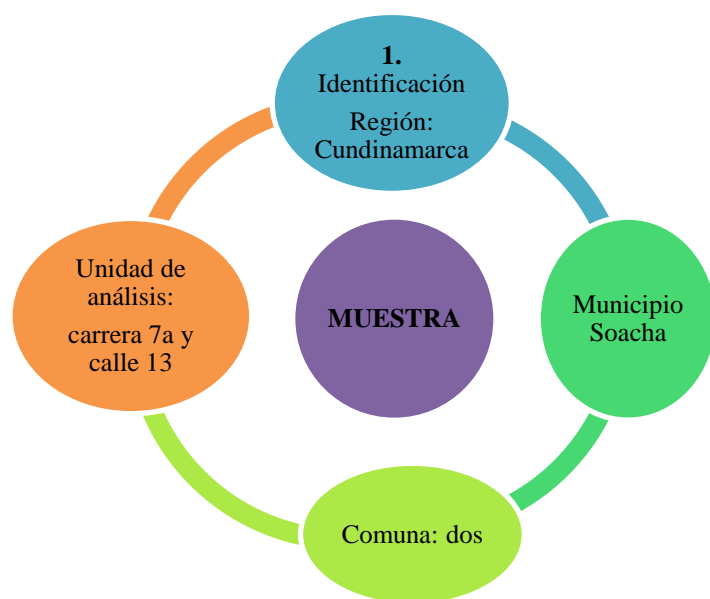 1.
Identificación
Región:
Cundinamarca
Unidad de
análisis:
carrera 7a y
calle 13
MUESTRA
Municipio
Soacha
Comuna: dos